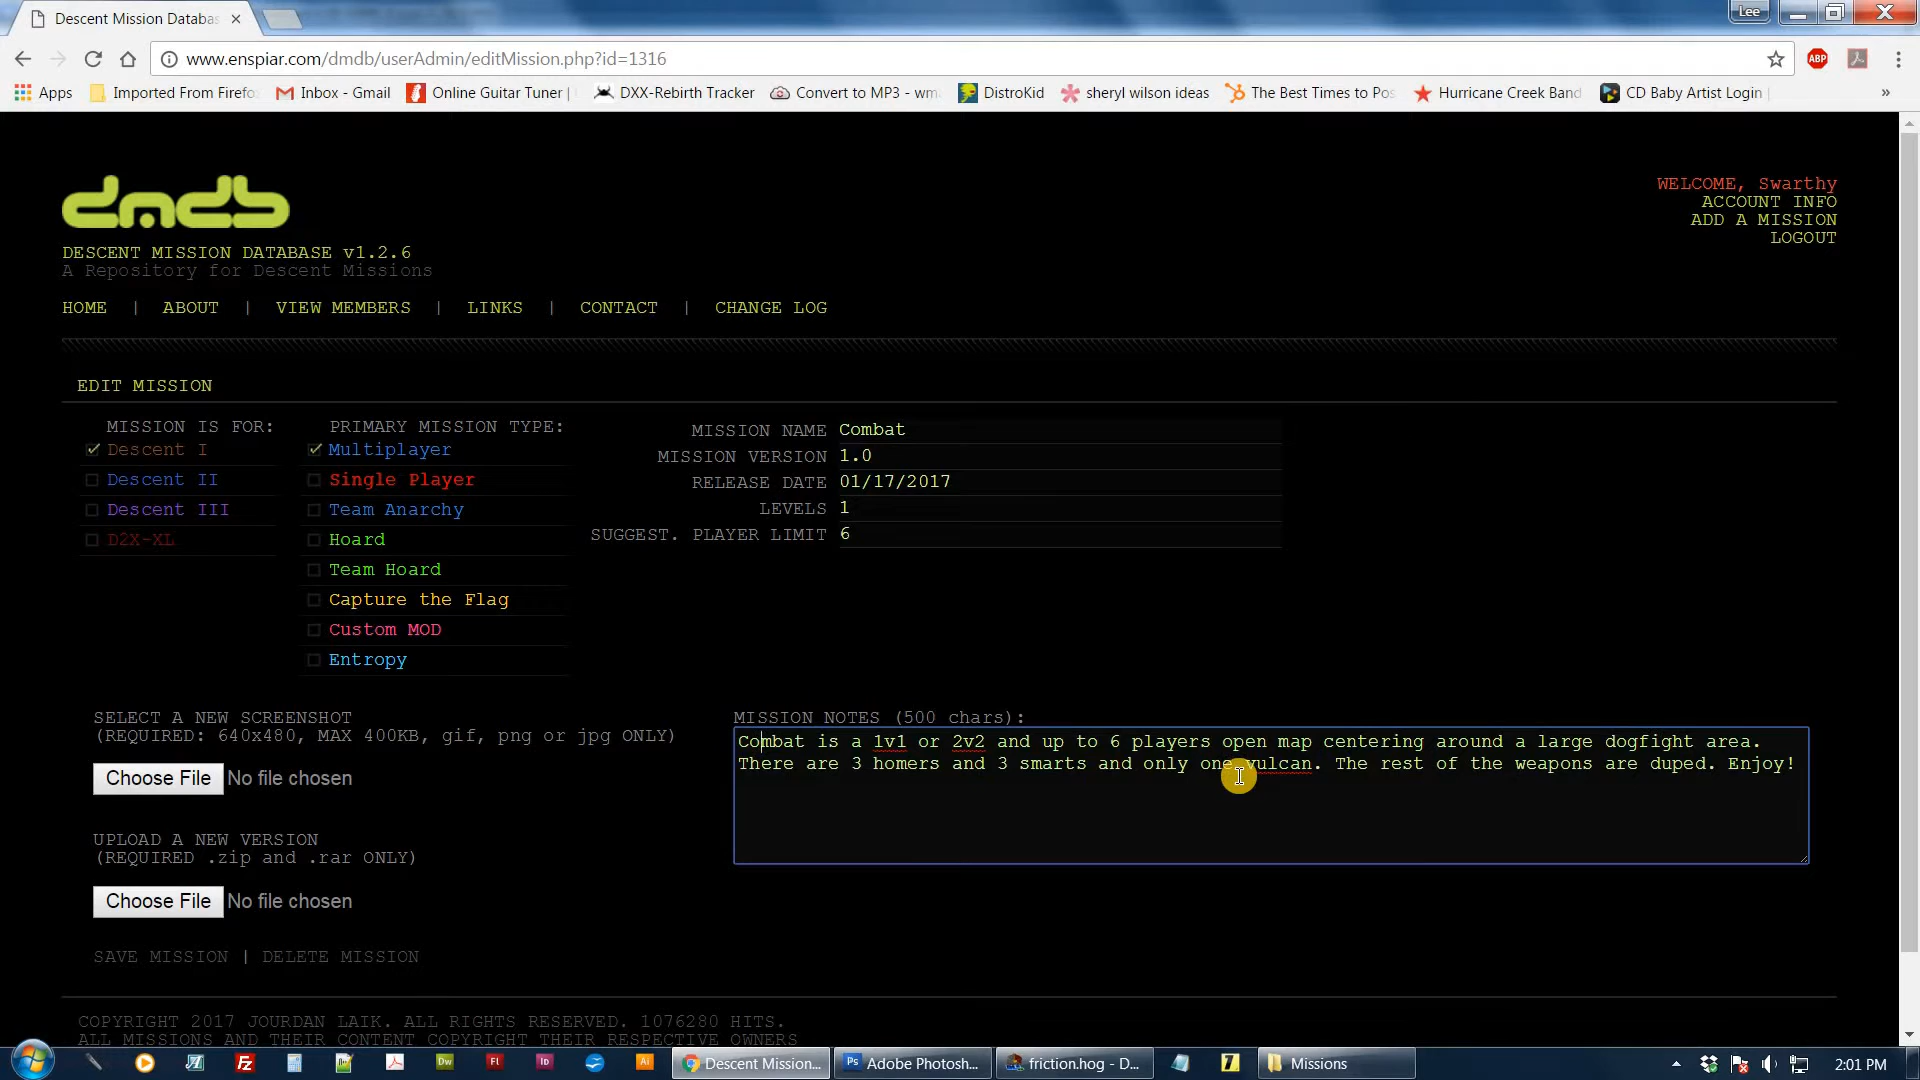 Descent Mission Databas
Lee
www.enspiar.com/dmdb/userAdmin/editMission.php?id=1316
ABP
Apps
Imported From Firefo
Inbox - Gmail
Online Guitar Tuner |
DXX-Rebirth Tracker
Convert to MP3 - wm
DistroKid
sheryl wilson ideas
The Best Times to Pos
Hurricane Creek Band
CD Baby Artist Login |
»
dmdb
WELCOME, Swarthy
ACCOUNT INFO
ADD A MISSION
LOGOUT
DESCENT MISSION DATABASE v1.2.6
A Repository for Descent Missions
HOME | ABOUT | VIEW MEMBERS | LINKS | CONTACT | CHANGE LOG
EDIT MISSION
MISSION IS FOR:
Descent I
Descent II
Descent III
D2X-XL
PRIMARY MISSION TYPE:
Multiplayer
Single Player
Team Anarchy
Hoard
Team Hoard
Capture the Flag
Custom MOD
Entropy
MISSION NAME Combat
MISSION VERSION 1.0
RELEASE DATE 01/17/2017
LEVELS 1
SUGGEST. PLAYER LIMIT 6
SELECT A NEW SCREENSHOT
(REQUIRED: 640x480, MAX 400KB, gif, png or jpg ONLY)
Choose File No file chosen
UPLOAD A NEW VERSION
(REQUIRED .zip and .rar ONLY)
Choose File No file chosen
MISSION NOTES (500 chars):
Combat is a 1v1 or 2v2 and up to 6 players open map centering around a large dogfight area.
There are 3 homers and 3 smarts and only one vulcan. The rest of the weapons are duped. Enjoy!
SAVE MISSION | DELETE MISSION
COPYRIGHT 2017 JOURDAN LAIK. ALL RIGHTS RESERVED. 1076280 HITS.
ALL MISSIONS AND THEIR CONTENT COPYRIGHT THEIR RESPECTIVE OWNERS
Fz
Dw
Fl
Id
Ai
Descent Mission...
Ps
Adobe Photosh...
friction.hog - D...
7
Missions
2:01 PM